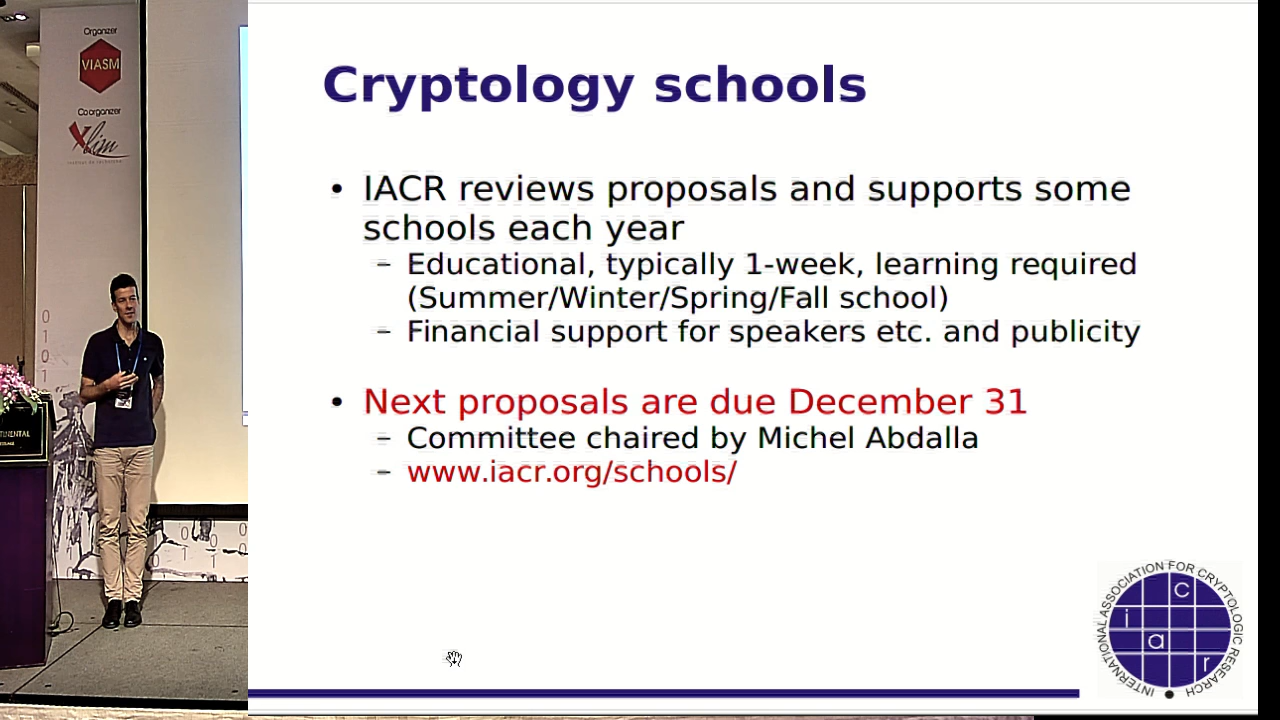 Organizer
VIASM
Coorganizer
Xlim
Cryptology schools
• IACR reviews proposals and supports some
schools each year
– Educational, typically 1-week, learning required
(Summer/Winter/Spring/Fall school)
– Financial support for speakers etc. and publicity
• Next proposals are due December 31
– Committee chaired by Michel Abdalla
– www.iacr.org/schools/
INTERNATIONAL ASSOCIATION FOR CRYPTOLOGIC RESEARCH
i a c r